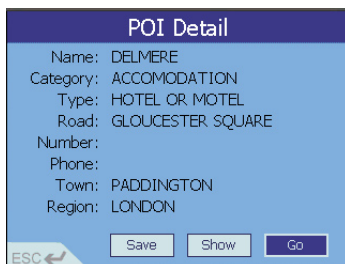 POI Detail
Name: DELMERE
Category: ACCOMODATION
Type: HOTEL OR MOTEL
Road: GLOUCESTER SQUARE
Number:
Phone:
Town: PADDINGTON
Region: LONDON
ESC Save Show Go